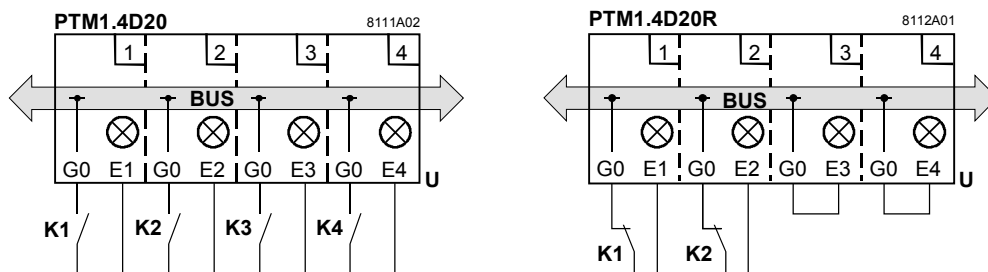 PTM1.4D20 8111A02
1 2 3 4
BUS
G0 E1 G0 E2 G0 E3 G0 E4
U
K1 K2 K3 K4
PTM1.4D20R 8112A01
1 2 3 4
BUS
G0 E1 G0 E2 G0 E3 G0 E4
U
K1 K2